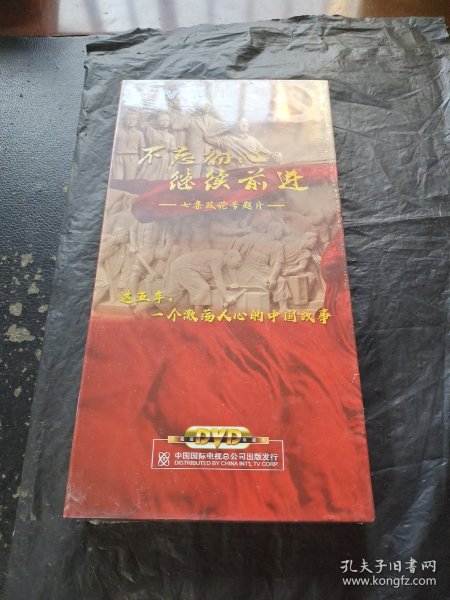 不忘初心
继续前进
七集政论专题片
这五年，
一个激荡人心的中国故事
DVD
中国国际电视总公司出版发行
DISTRIBUTED BY CHINA INT'L TV CORP.
孔夫子旧书网
www.kongfz.com